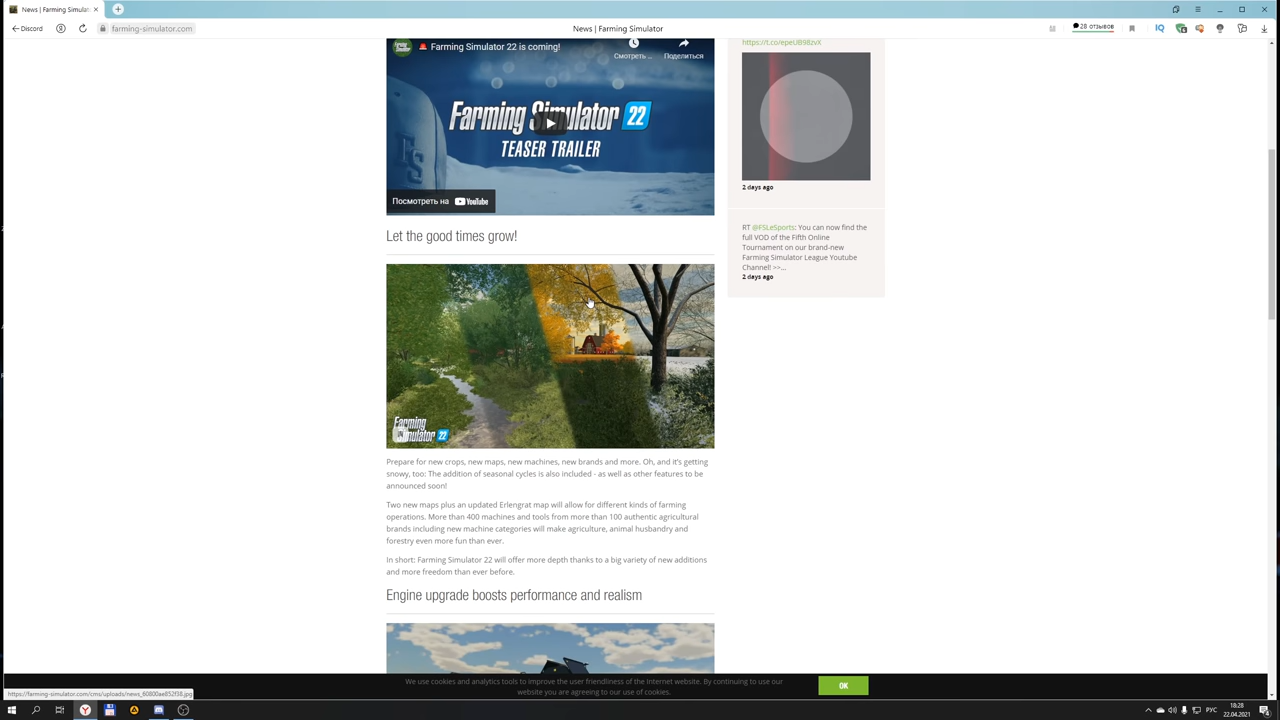 News | Farming Simulat
Discord
farming-simulator.com
News | Farming Simulator
28 отзывов
Farming Simulator 22 is coming!
Смотреть ...
Поделиться
Farming Simulator 22
TEASER TRAILER
Посмотреть на YouTube
https://t.co/epeUB98zvX
2 days ago
RT @FSLeSports: You can now find the
full VOD of the Fifth Online
Tournament on our brand-new
Farming Simulator League Youtube
Channel! >>...
2 days ago
Let the good times grow!
Farming
Simulator 22
Prepare for new crops, new maps, new machines, new brands and more. Oh, and it's getting
snowy, too: The addition of seasonal cycles is also included - as well as other features to be
announced soon!
Two new maps plus an updated Erlengrat map will allow for different kinds of farming
operations. More than 400 machines and tools from more than 100 authentic agricultural
brands including new machine categories will make agriculture, animal husbandry and
forestry even more fun than ever.
In short: Farming Simulator 22 will offer more depth thanks to a big variety of new additions
and more freedom than ever before.
Engine upgrade boosts performance and realism
We use cookies and analytics tools to improve the user friendliness of the Internet website. By continuing to use our
website you are agreeing to our use of cookies.
OK
https://farming-simulator.com/cms/uploads/news_60800ae852f38.jpg
РУС
18:28
22.04.2021